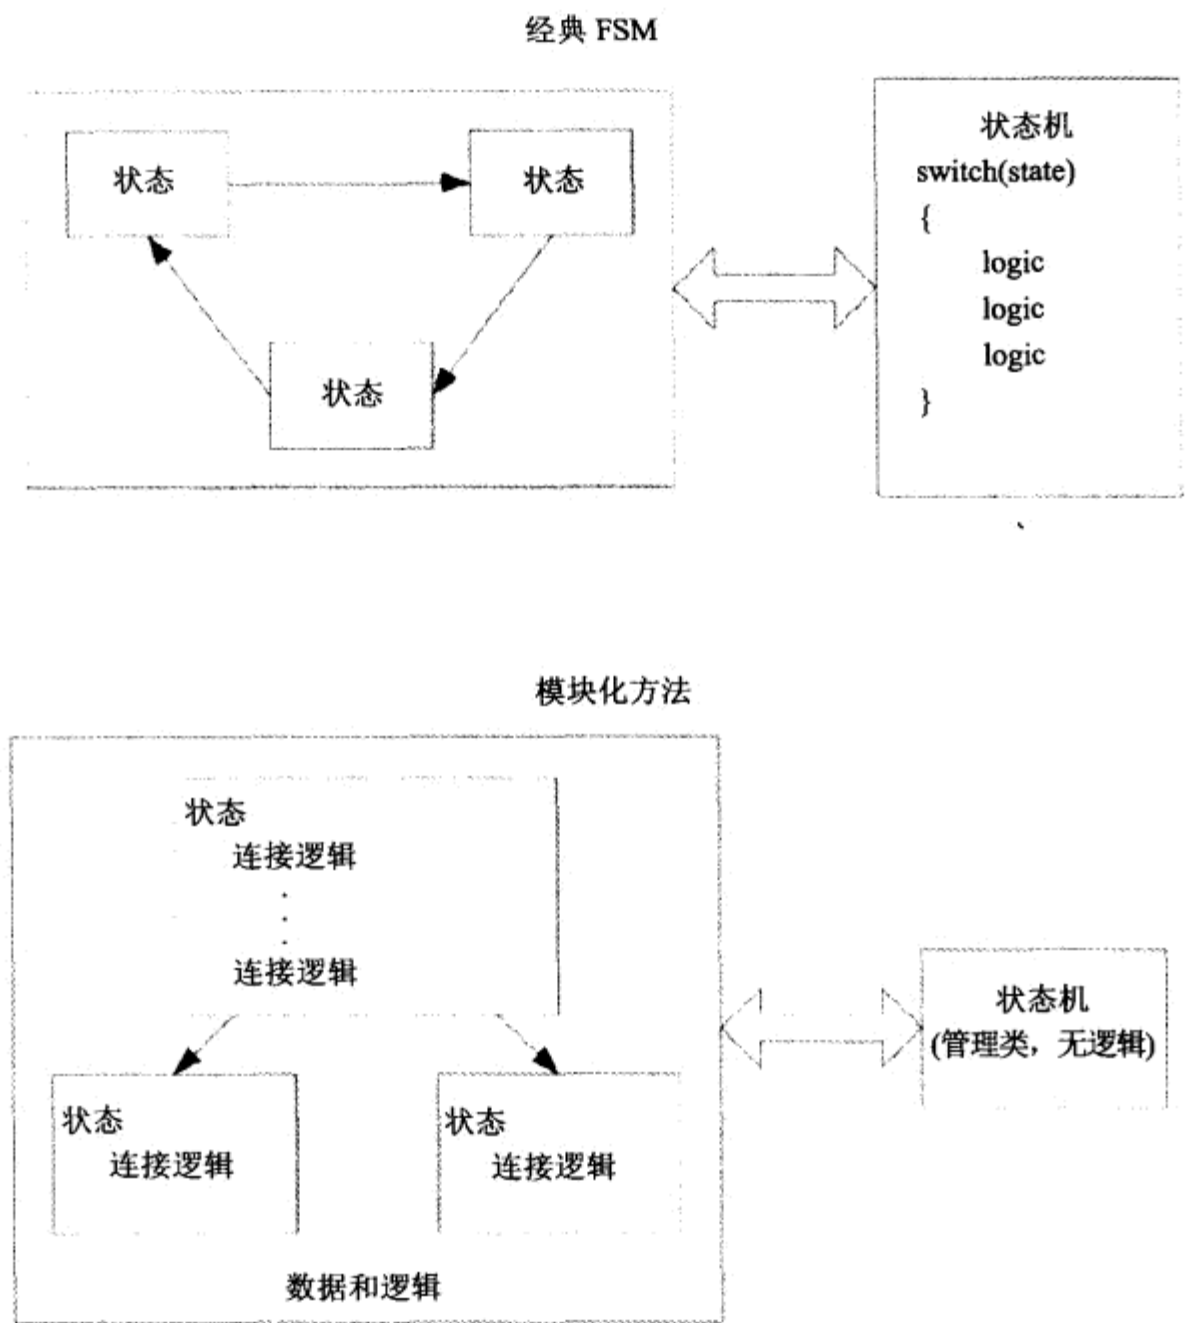 经典 FSM
状态
状态
状态
状态机
switch(state)
{
logic
logic
logic
}
模块化方法
状态
连接逻辑
连接逻辑
状态
连接逻辑
状态
连接逻辑
数据和逻辑
状态机
(管理类，无逻辑)